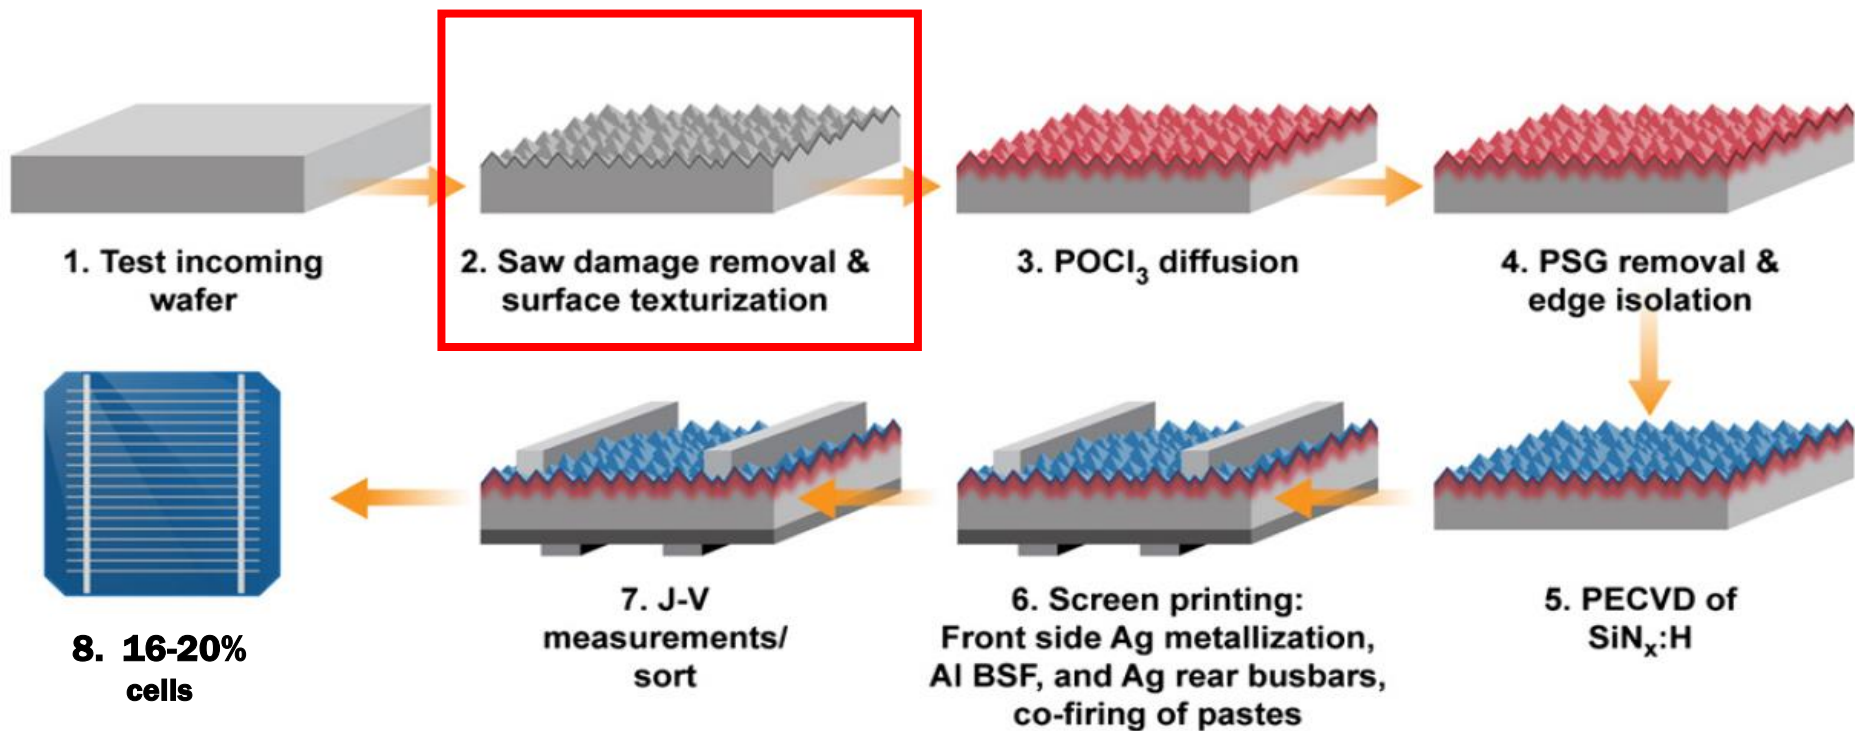 1. Test incoming
wafer
2. Saw damage removal &
surface texturization
3. POCl₃ diffusion
4. PSG removal &
edge isolation
5. PECVD of
SiNₓ:H
6. Screen printing:
Front side Ag metallization,
Al BSF, and Ag rear busbars,
co-firing of pastes
7. J-V
measurements/
sort
8. 16-20%
cells